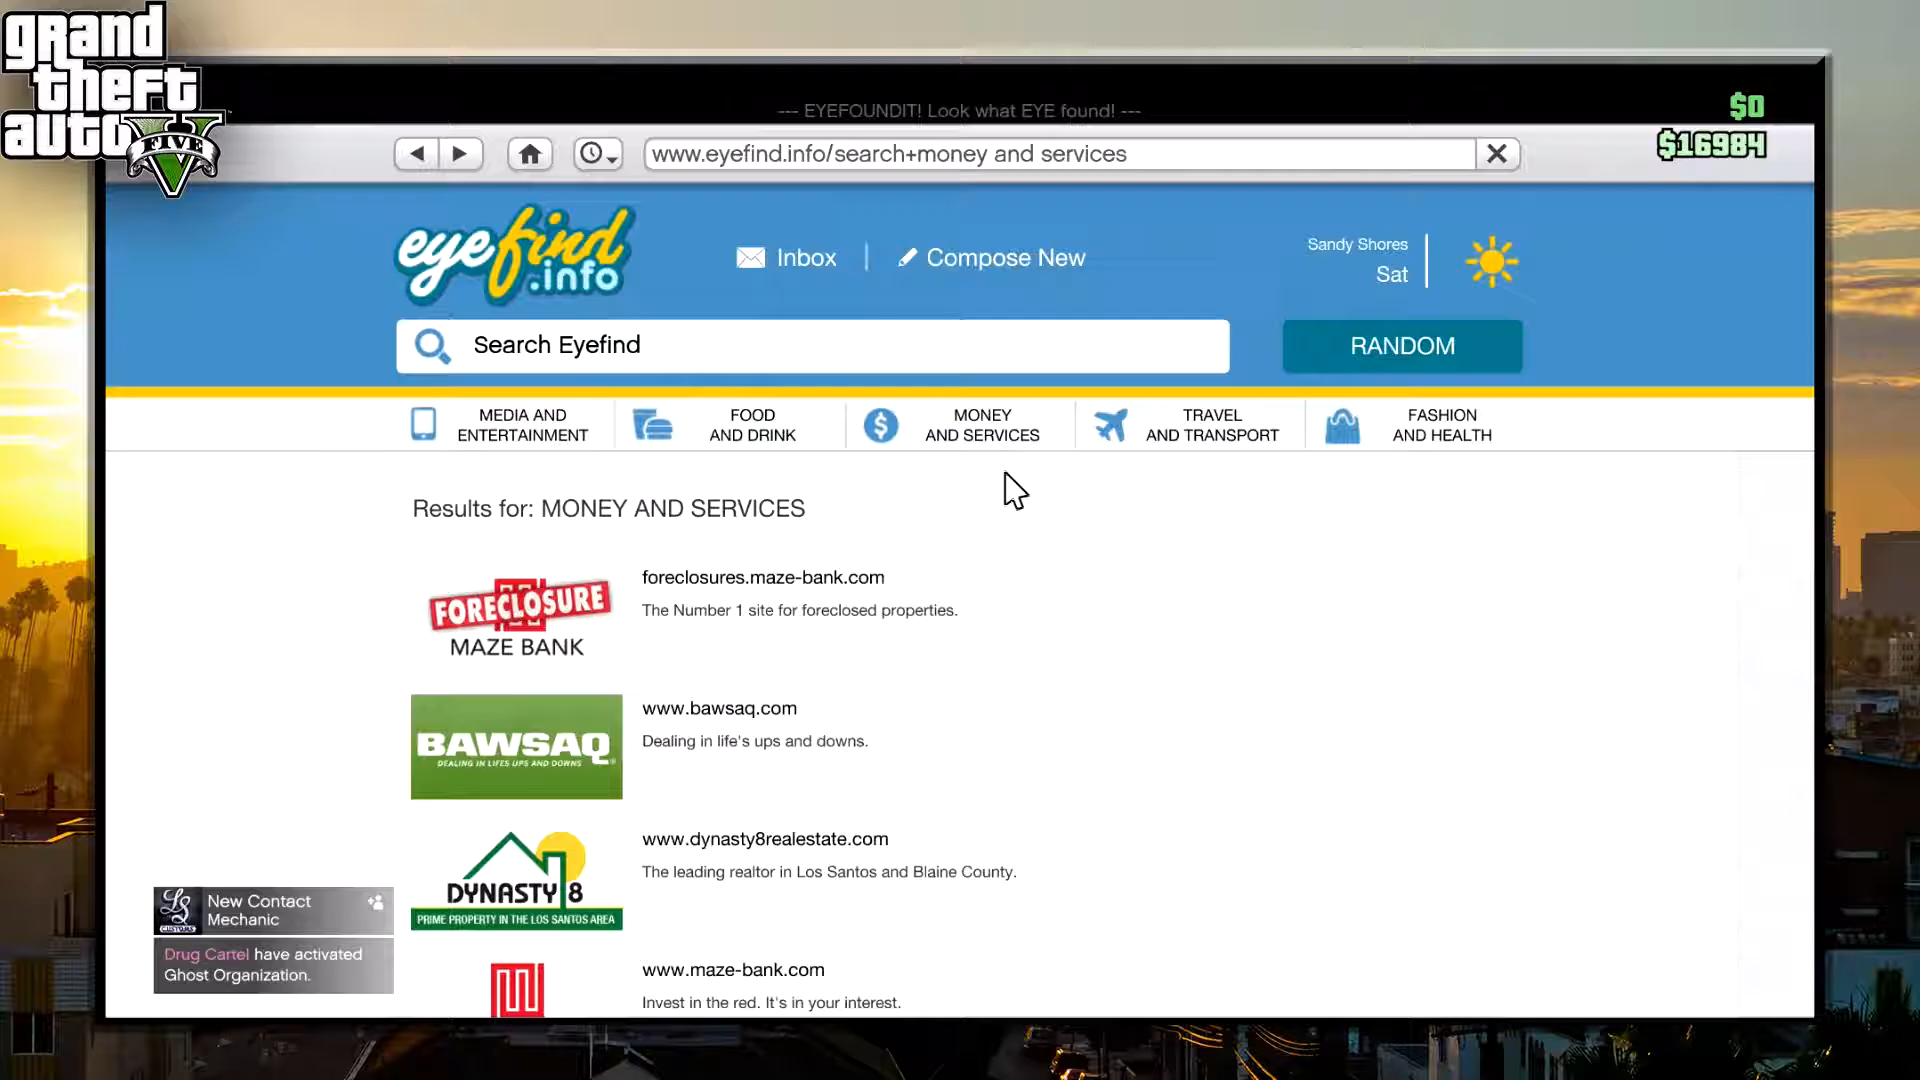 grand
theft
auto
FIVE
--- EYEFOUNDIT! Look what EYE found! ---
$0
$16984
www.eyefind.info/search+money and services
eyefind
.info
Inbox
Compose New
Sandy Shores
Sat
Search Eyefind
RANDOM
MEDIA AND
ENTERTAINMENT
FOOD
AND DRINK
MONEY
AND SERVICES
TRAVEL
AND TRANSPORT
FASHION
AND HEALTH
Results for: MONEY AND SERVICES
FORECLOSURE
MAZE BANK
foreclosures.maze-bank.com
The Number 1 site for foreclosed properties.
BAWSAQ
DEALING IN LIFES UPS AND DOWNS
www.bawsaq.com
Dealing in life's ups and downs.
DYNASTY 8
PRIME PROPERTY IN THE LOS SANTOS AREA
www.dynasty8realestate.com
The leading realtor in Los Santos and Blaine County.
www.maze-bank.com
Invest in the red. It's in your interest.
LS
CUSTOMS
New Contact
Mechanic
Drug Cartel have activated
Ghost Organization.